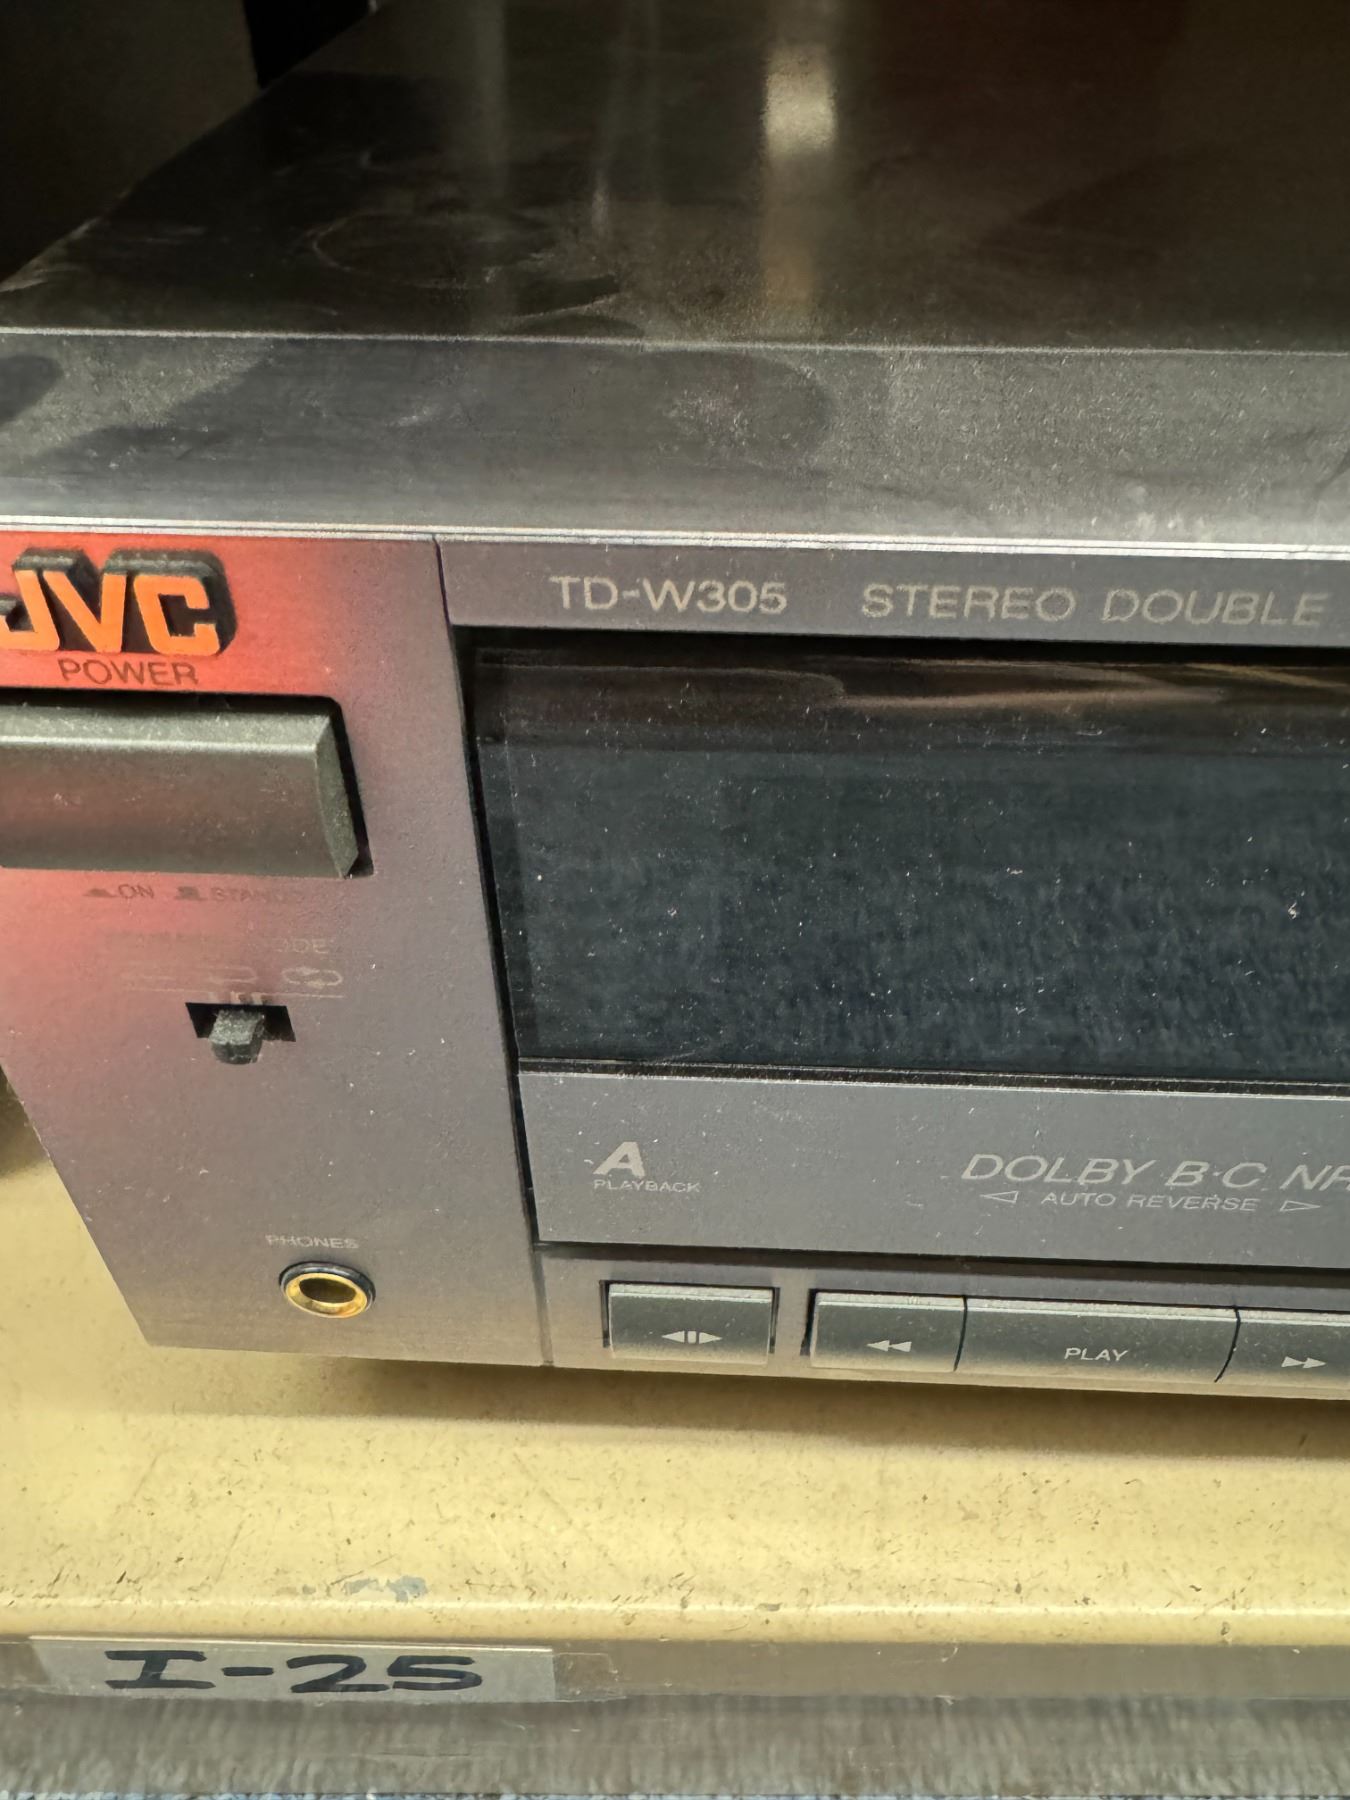 JVC
POWER
TD-W305 STEREO DOUBLE
ON
A
PLAYBACK
DOLBY B·C
AUTO REVERSE
PHONES
PLAY
I-25